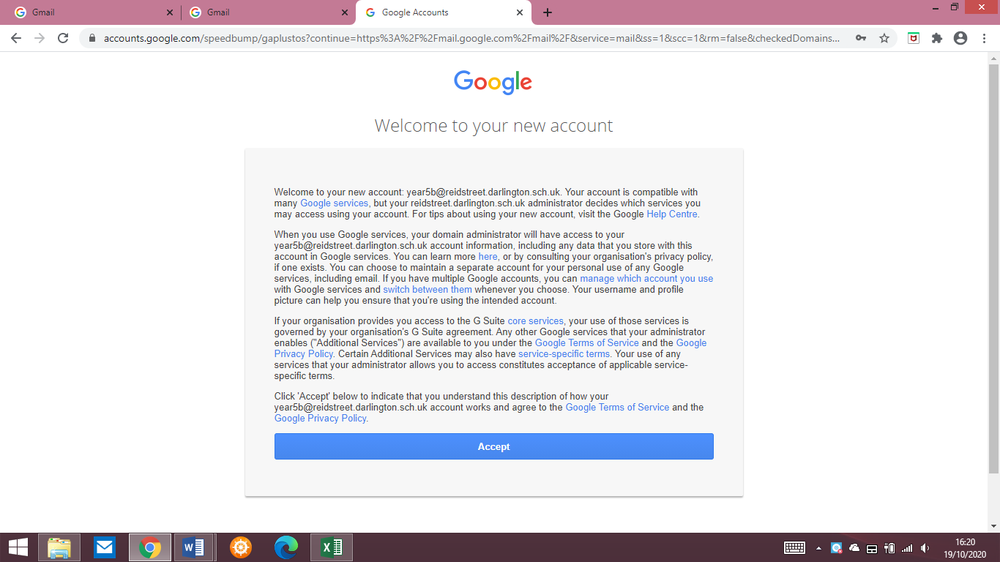 Gmail
Gmail
Google Accounts
accounts.google.com/speedbump/gaplustos?continue=https%3A%2F%2Fmail.google.com%2Fmail%2F&service=mail&ss=1&scc=1&rm=false&checkedDomains...
Google
Welcome to your new account
Welcome to your new account: year5b@reidstreet.darlington.sch.uk. Your account is compatible with
many Google services, but your reidstreet.darlington.sch.uk administrator decides which services you
may access using your account. For tips about using your new account, visit the Google Help Centre.
When you use Google services, your domain administrator will have access to your
year5b@reidstreet.darlington.sch.uk account information, including any data that you store with this
account in Google services. You can learn more here, or by consulting your organisation's privacy policy,
if one exists. You can choose to maintain a separate account for your personal use of any Google
services, including email. If you have multiple Google accounts, you can manage which account you use
with Google services and switch between them whenever you choose. Your username and profile
picture can help you ensure that you're using the intended account.
If your organisation provides you access to the G Suite core services, your use of those services is
governed by your organisation's G Suite agreement. Any other Google services that your administrator
enables ("Additional Services") are available to you under the Google Terms of Service and the Google
Privacy Policy. Certain Additional Services may also have service-specific terms. Your use of any
services that your administrator allows you to access constitutes acceptance of applicable service-
specific terms.
Click 'Accept' below to indicate that you understand this description of how your
year5b@reidstreet.darlington.sch.uk account works and agree to the Google Terms of Service and the
Google Privacy Policy.
Accept
16:20
19/10/2020